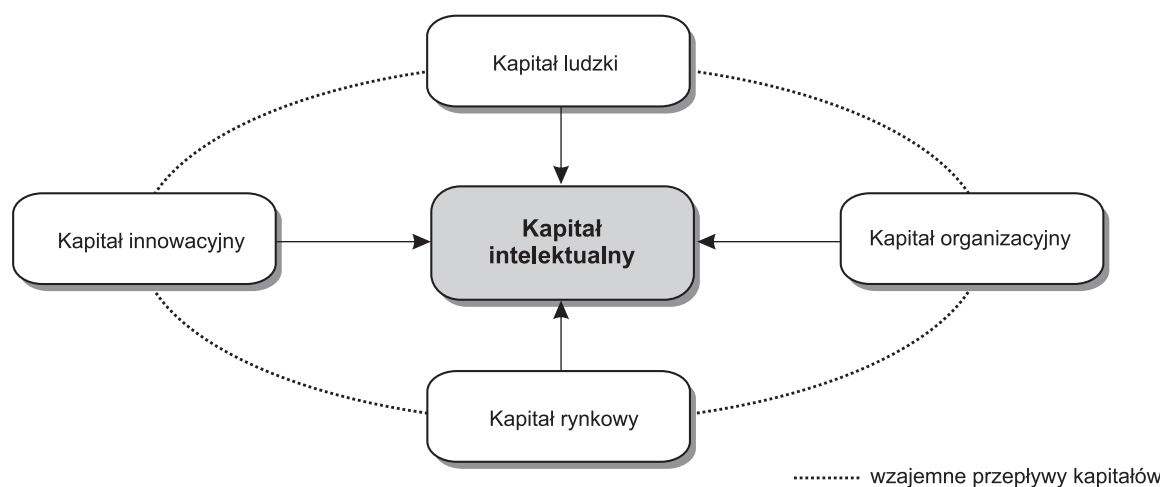 Kapitał ludzki
Kapitał innowacyjny
Kapitał
intelektualny
Kapitał organizacyjny
Kapitał rynkowy
wzajemne przepływy kapitałów